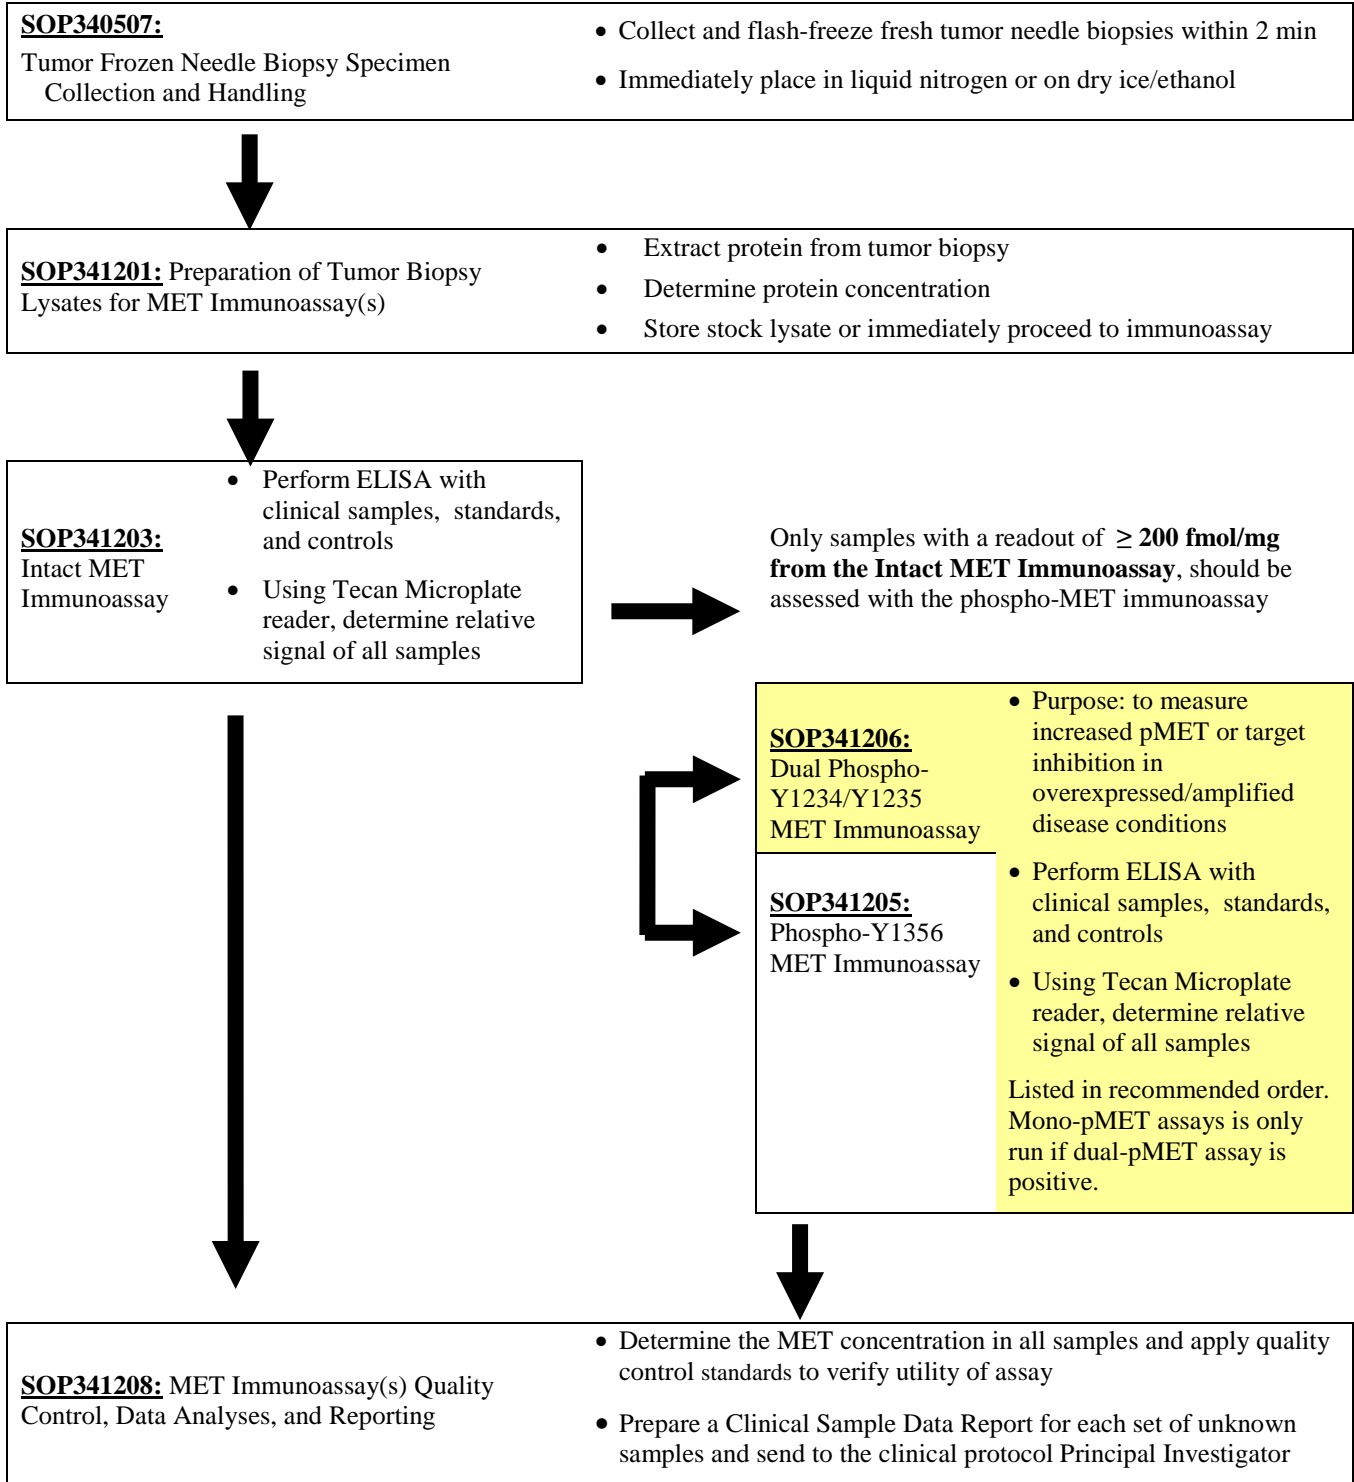 SOP340507:
Tumor Frozen Needle Biopsy Specimen
Collection and Handling
• Collect and flash-freeze fresh tumor needle biopsies within 2 min
• Immediately place in liquid nitrogen or on dry ice/ethanol
SOP341201: Preparation of Tumor Biopsy
Lysates for MET Immunoassay(s)
• Extract protein from tumor biopsy
• Determine protein concentration
• Store stock lysate or immediately proceed to immunoassay
SOP341203:
Intact MET
Immunoassay
• Perform ELISA with
clinical samples, standards,
and controls
• Using Tecan Microplate
reader, determine relative
signal of all samples
Only samples with a readout of ≥ 200 fmol/mg
from the Intact MET Immunoassay, should be
assessed with the phospho-MET immunoassay
SOP341206:
Dual Phospho-
Y1234/Y1235
MET Immunoassay
SOP341205:
Phospho-Y1356
MET Immunoassay
• Purpose: to measure
increased pMET or target
inhibition in
overexpressed/amplified
disease conditions
• Perform ELISA with
clinical samples, standards,
and controls
• Using Tecan Microplate
reader, determine relative
signal of all samples
Listed in recommended order.
Mono-pMET assays is only
run if dual-pMET assay is
positive.
SOP341208: MET Immunoassay(s) Quality
Control, Data Analyses, and Reporting
• Determine the MET concentration in all samples and apply quality
control standards to verify utility of assay
• Prepare a Clinical Sample Data Report for each set of unknown
samples and send to the clinical protocol Principal Investigator